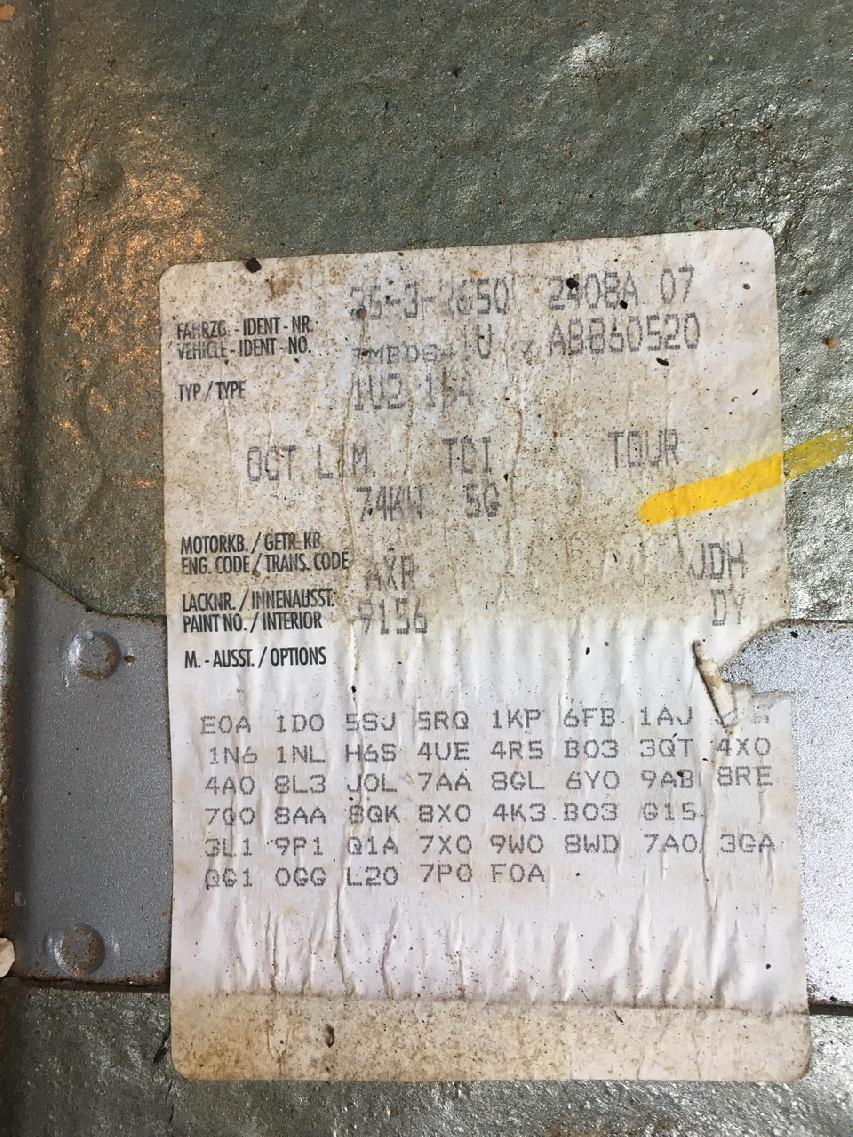 2408A 07
FAHRZG. - IDENT - NR.
VEHICLE - IDENT - NO. A8B60520
TYP / TYPE
OCT L.M. TDI TOUR
74KW 5G
MOTORKB. / GETR. KB.
ENG. CODE / TRANS. CODE AXR JDH
LACKNR. / INNENAUSST.
PAINT NO. / INTERIOR 9156 DY
M. - AUSST. / OPTIONS
E0A 1D0 5SJ 5RQ 1KP 6FB 1AJ
1N6 1NL H6S 4UE 4R5 B03 3QT 4X0
4A0 8L3 J0L 7AA 8GL 6Y0 9AB 8RE
7Q0 8AA 8QK 8X0 4K3 B03 G15
3L1 9P1 Q1A 7X0 9W0 8WD 7A0 3GA
QG1 0GG L20 7P0 F0A